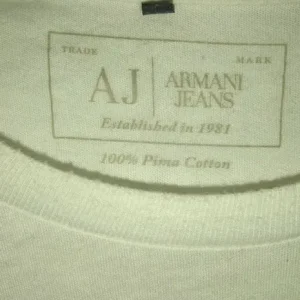 TRADE MARK
AJ ARMANI
JEANS
Established in 1981
100% Pima Cotton